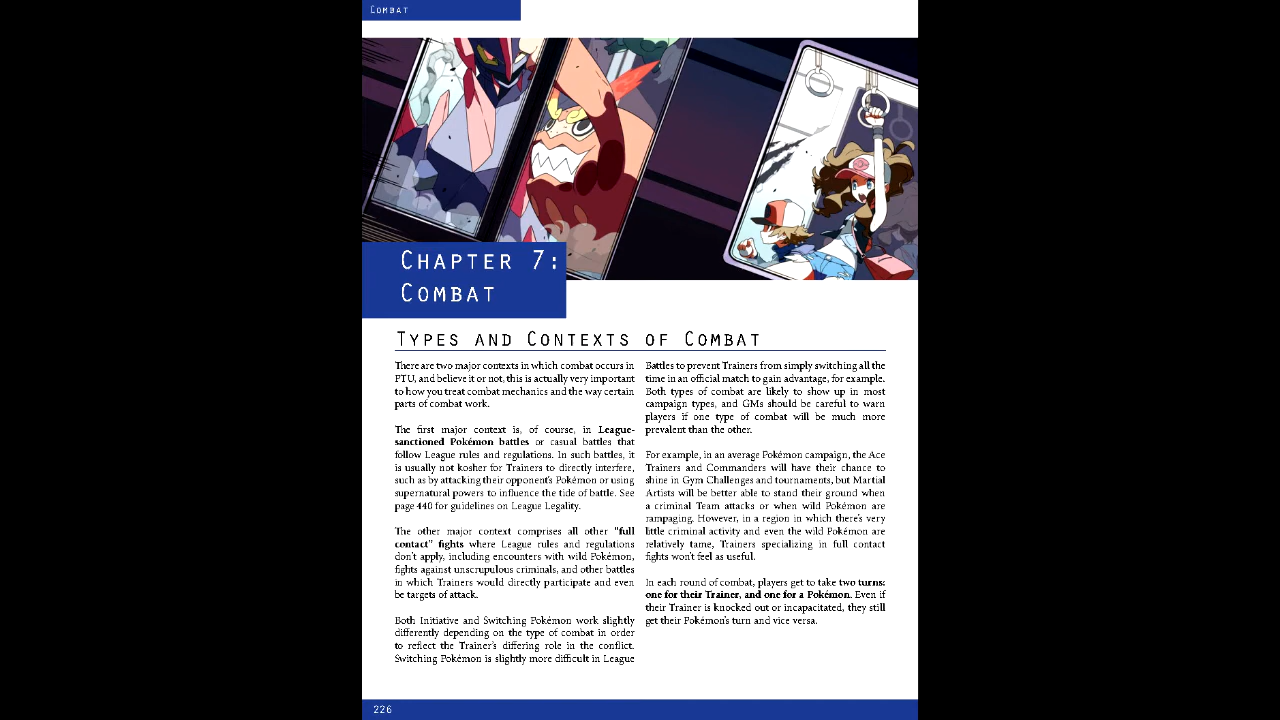 Combat
Chapter 7:
Combat
Types and Contexts of Combat
There are two major contexts in which combat occurs in
PTU, and believe it or not, this is actually very important
to how you treat combat mechanics and the way certain
parts of combat work.
The first major context is, of course, in League-
sanctioned Pokémon battles or casual battles that
follow League rules and regulations. In such battles, it
is usually not kosher for Trainers to directly interfere,
such as by attacking their opponent's Pokémon or using
supernatural powers to influence the tide of battle. See
page 440 for guidelines on League Legality.
The other major context comprises all other "full
contact" fights where League rules and regulations
don't apply, including encounters with wild Pokémon,
fights against unscrupulous criminals, and other battles
in which Trainers would directly participate and even
be targets of attack.
Both Initiative and Switching Pokémon work slightly
differently depending on the type of combat in order
to reflect the Trainer's differing role in the conflict.
Switching Pokémon is slightly more difficult in League
Battles to prevent Trainers from simply switching all the
time in an official match to gain advantage, for example.
Both types of combat are likely to show up in most
campaign types, and GMs should be careful to warn
players if one type of combat will be much more
prevalent than the other.
For example, in an average Pokémon campaign, the Ace
Trainers and Commanders will have their chance to
shine in Gym Challenges and tournaments, but Martial
Artists will be better able to stand their ground when
a criminal Team attacks or when wild Pokémon are
rampaging. However, in a region in which there's very
little criminal activity and even the wild Pokémon are
relatively tame, Trainers specializing in full contact
fights won't feel as useful.
In each round of combat, players get to take two turns:
one for their Trainer, and one for a Pokémon. Even if
their Trainer is knocked out or incapacitated, they still
get their Pokémon's turn and vice versa.
226